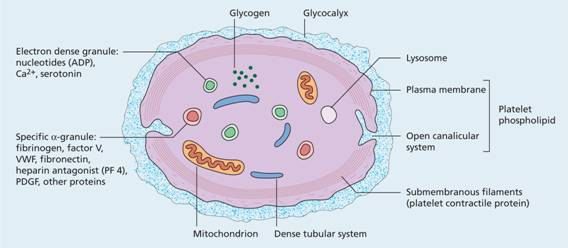 Glycogen
Glycocalyx
Electron dense granule:
nucleotides (ADP),
Ca2+, serotonin
Lysosome
Plasma membrane
Platelet
phospholipid
Open canalicular
system
Specific α-granule:
fibrinogen, factor V,
VWF, fibronectin,
heparin antagonist (PF 4),
PDGF, other proteins
Submembranous filaments
(platelet contractile protein)
Mitochondrion
Dense tubular system